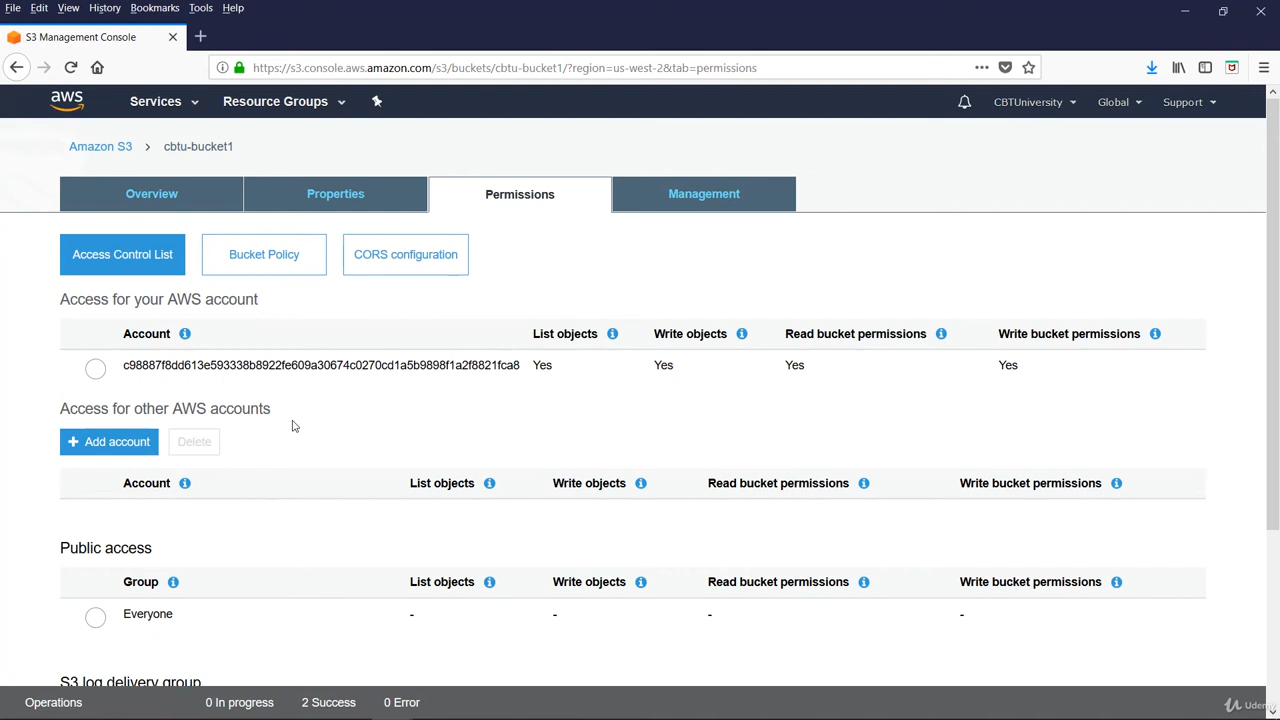 File Edit View History Bookmarks Tools Help
S3 Management Console
https://s3.console.aws.amazon.com/s3/buckets/cbtu-bucket1/?region=us-west-2&tab=permissions
aws Services Resource Groups CBTUniversity Global Support
Amazon S3 > cbtu-bucket1
Overview Properties Permissions Management
Access Control List Bucket Policy CORS configuration
Access for your AWS account
Account List objects Write objects Read bucket permissions Write bucket permissions
c98887f8dd613e593338b8922fe609a30674c0270cd1a5b9898f1a2f8821fca8 Yes Yes Yes Yes
Access for other AWS accounts
+ Add account Delete
Account List objects Write objects Read bucket permissions Write bucket permissions
Public access
Group List objects Write objects Read bucket permissions Write bucket permissions
Everyone - - - -
S3 log delivery group
Operations 0 In progress 2 Success 0 Error
Udemy